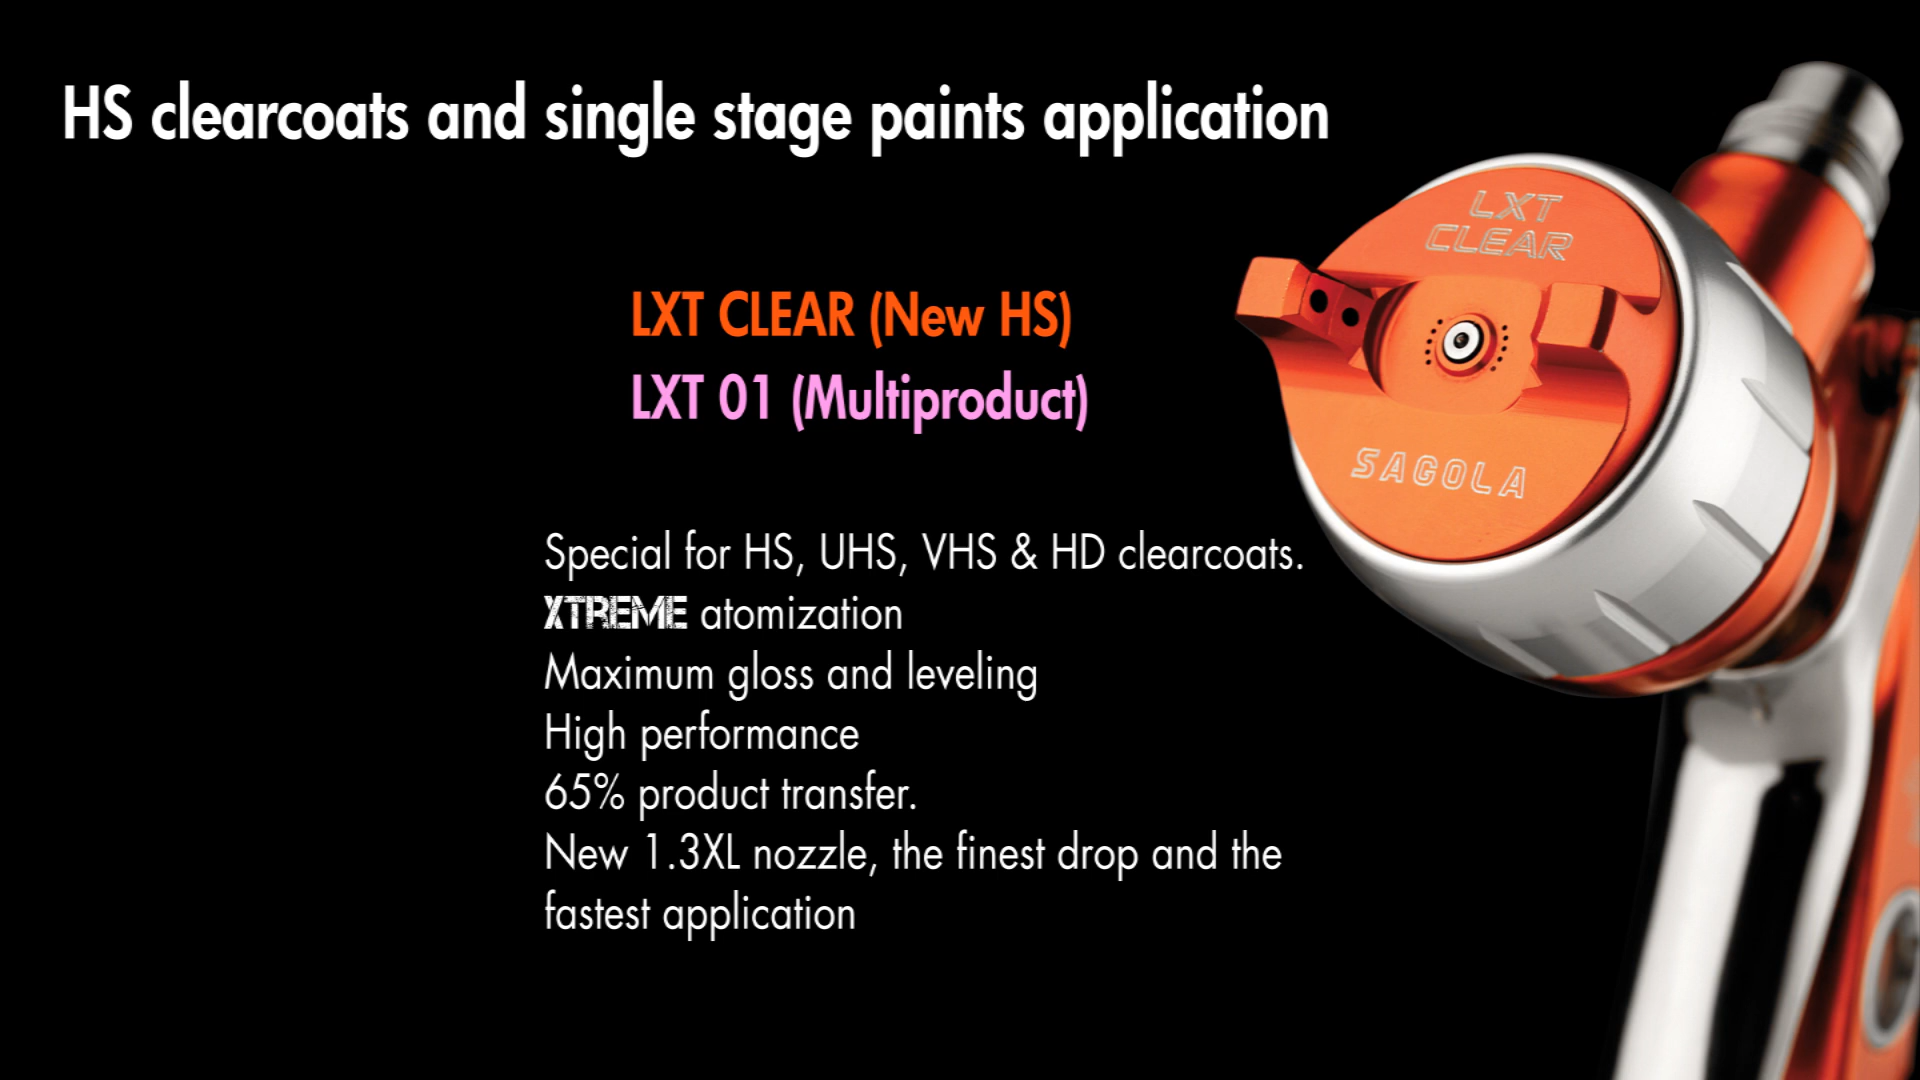 HS clearcoats and single stage paints application
LXT
CLEAR
LXT CLEAR (New HS)
LXT 01 (Multiproduct)
SAGOLA
Special for HS, UHS, VHS & HD clearcoats.
XTREME atomization
Maximum gloss and leveling
High performance
65% product transfer.
New 1.3XL nozzle, the finest drop and the
fastest application